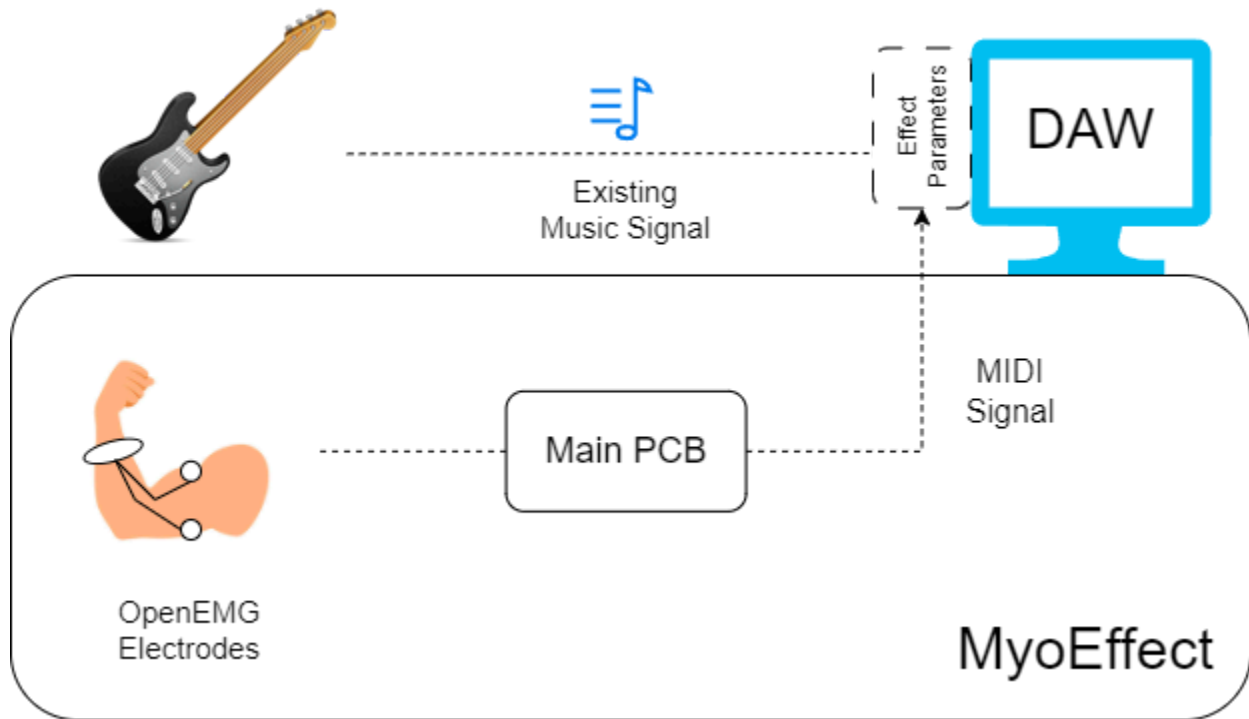 Effect
Parameters
DAW
Existing
Music Signal
MIDI
Signal
Main PCB
OpenEMG
Electrodes
MyoEffect